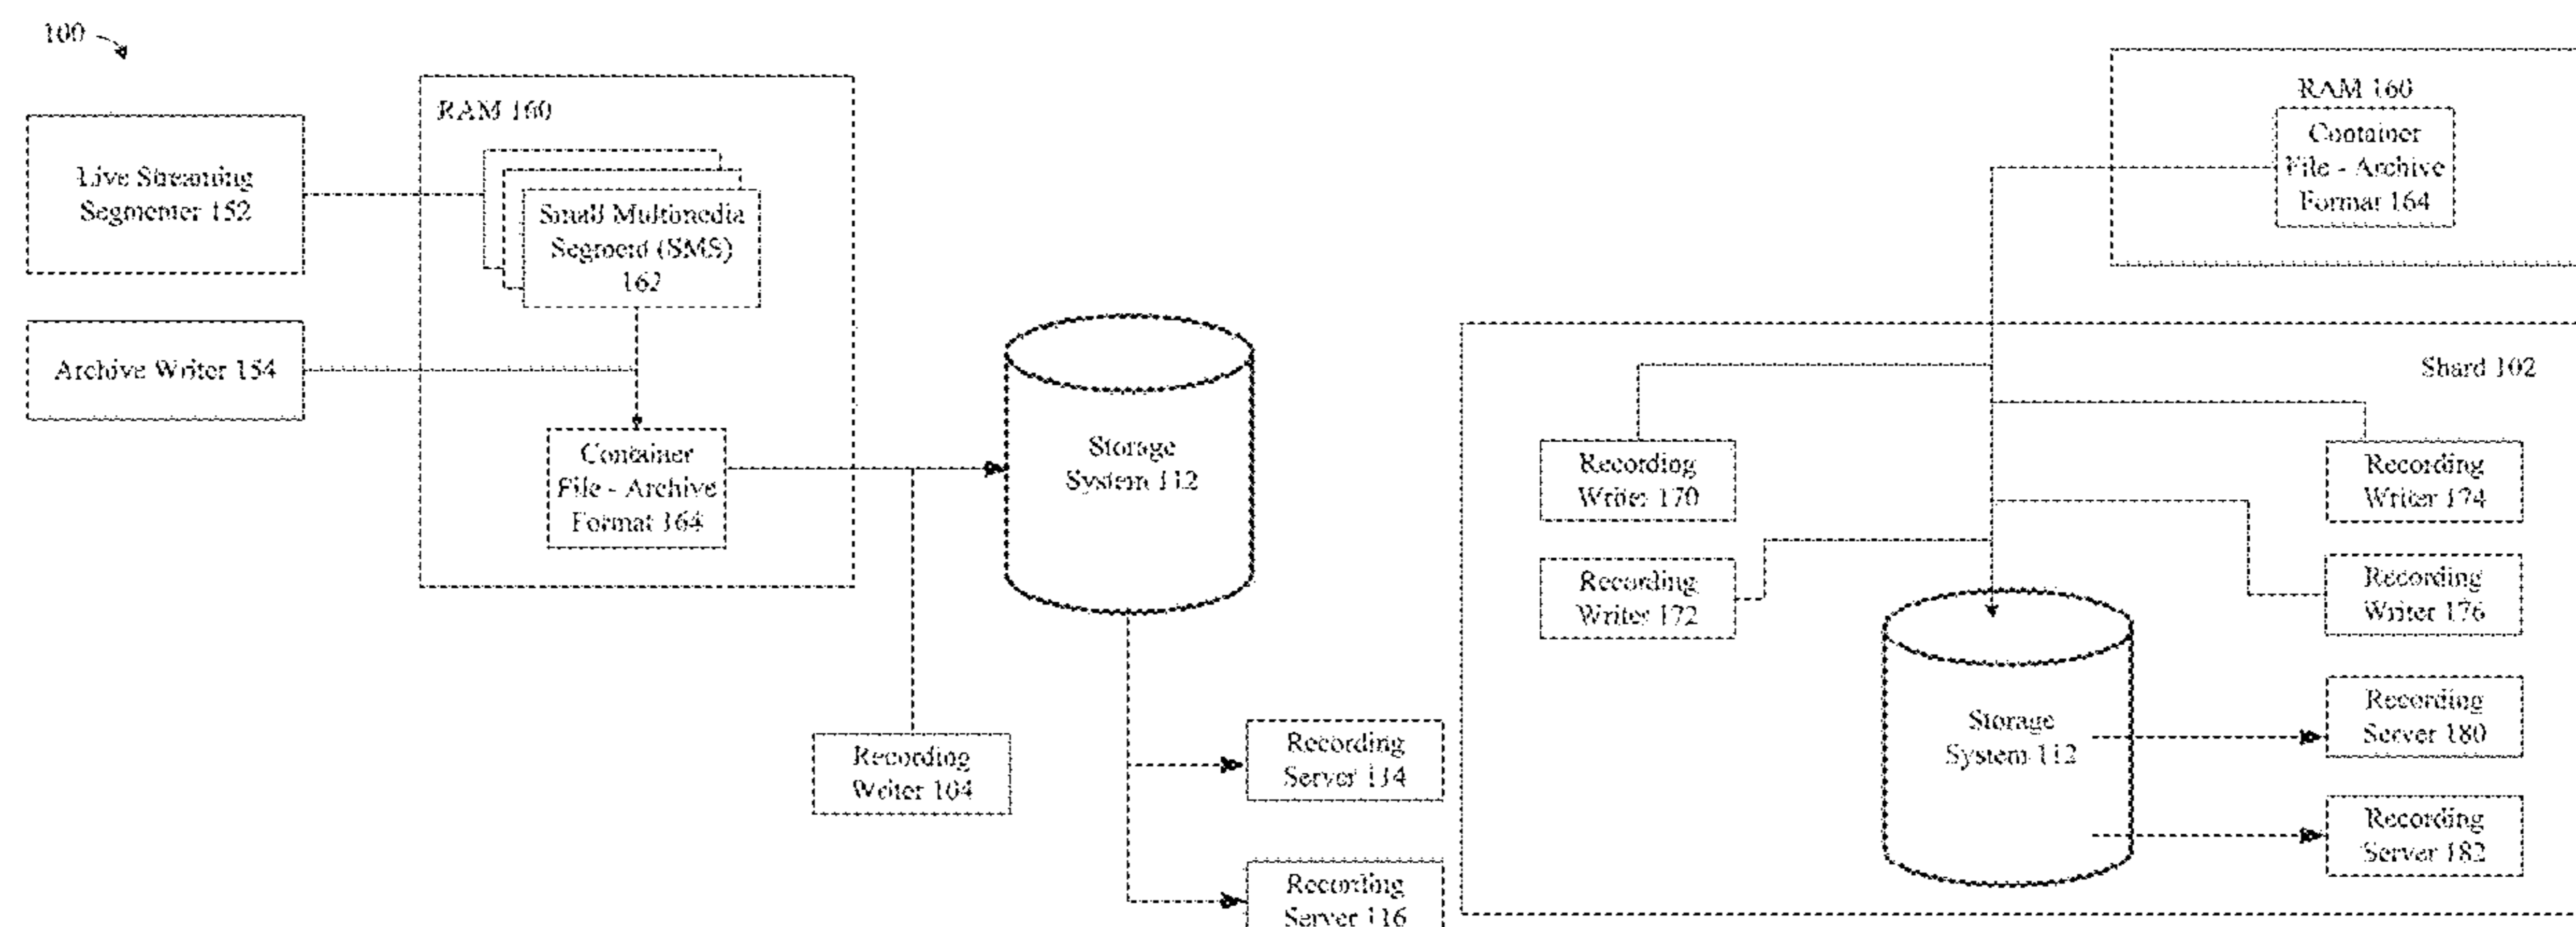 100
RAM 160
Live Streaming
Segmenter 152
Small Multimedia
Segment (SMS)
162
Archive Writer 154
Container
File - Archive
Format 164
Storage
System 112
Recording
Writer 104
Recording
Server 114
Recording
Server 116
RAM 160
Container
File - Archive
Format 164
Shard 102
Recording
Writer 170
Recording
Writer 174
Recording
Writer 172
Recording
Writer 176
Storage
System 112
Recording
Server 180
Recording
Server 182